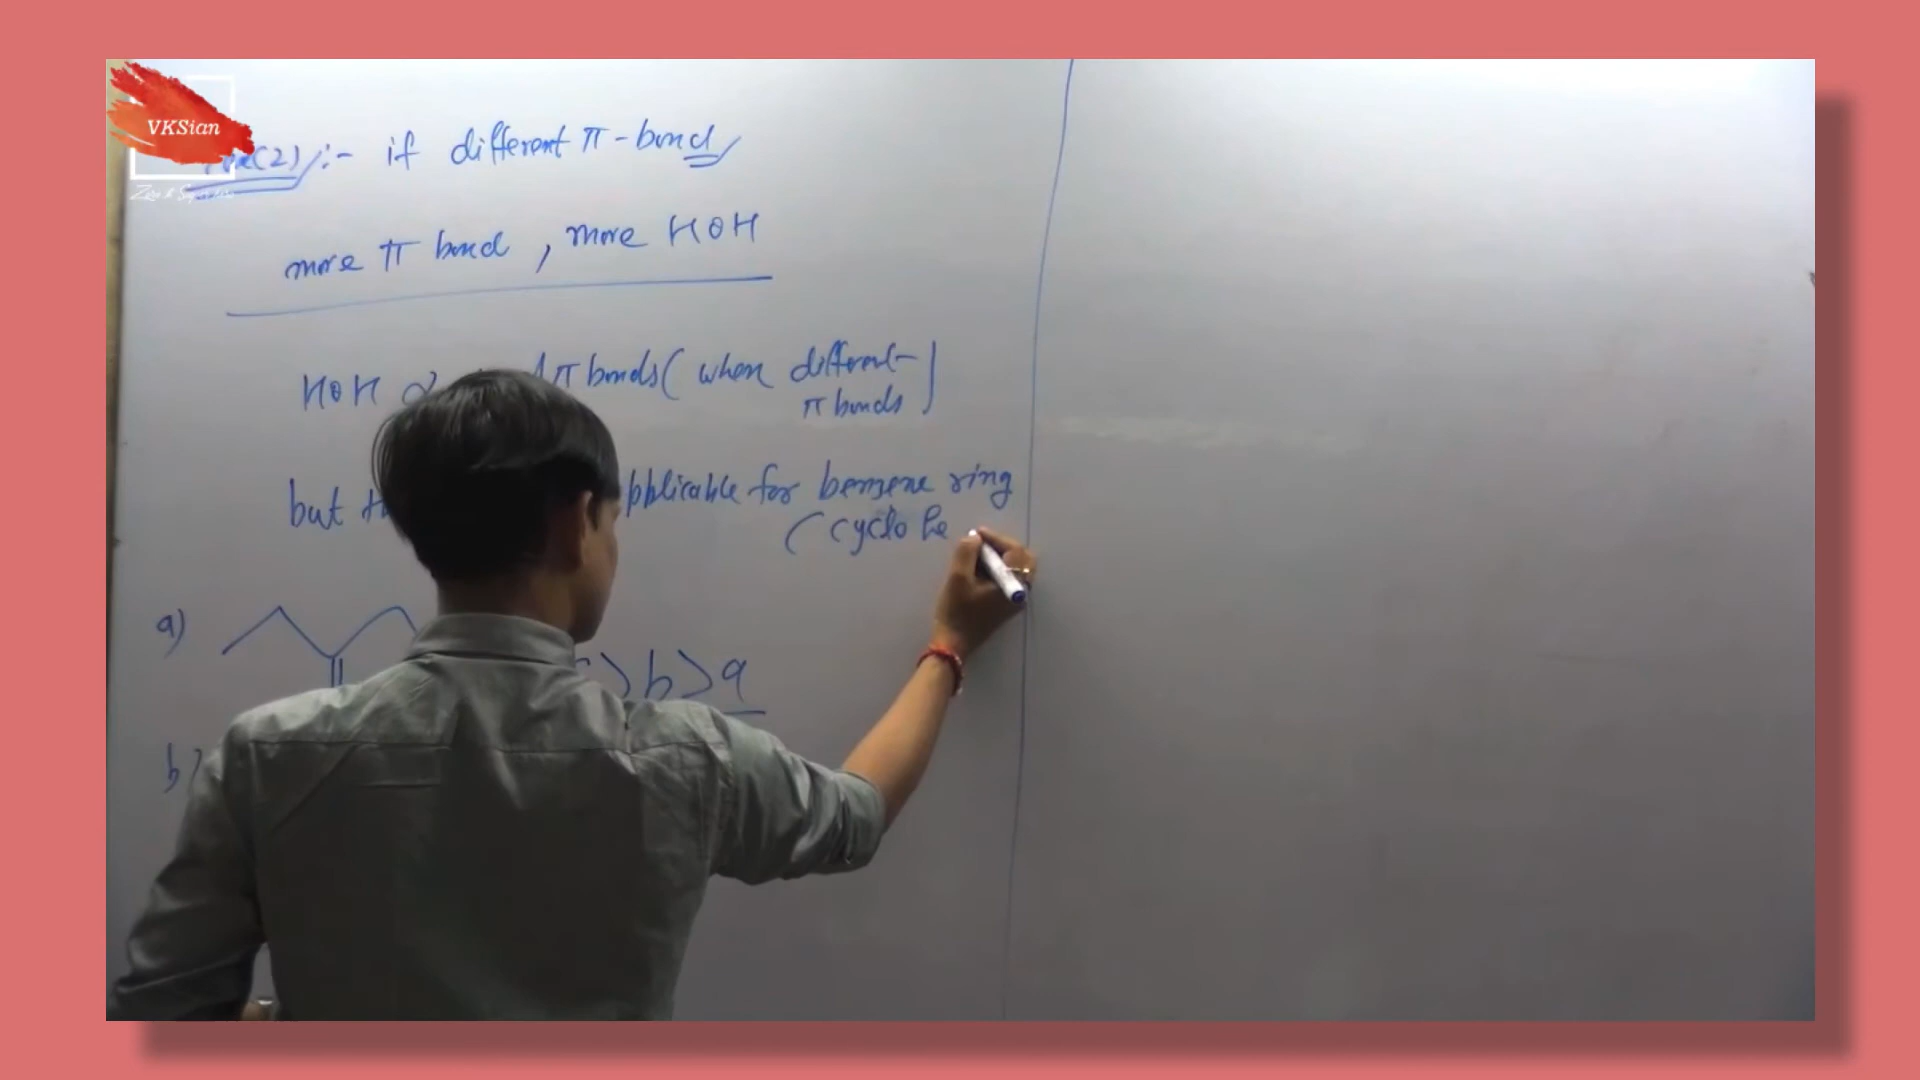 VKSian
(2) :- if different π-bond
more π bond , more HOH
HOH ∝ π bonds ( when different
π bonds )
but applicable for benzene ring
( cyclo he
a)
> b > a
b)